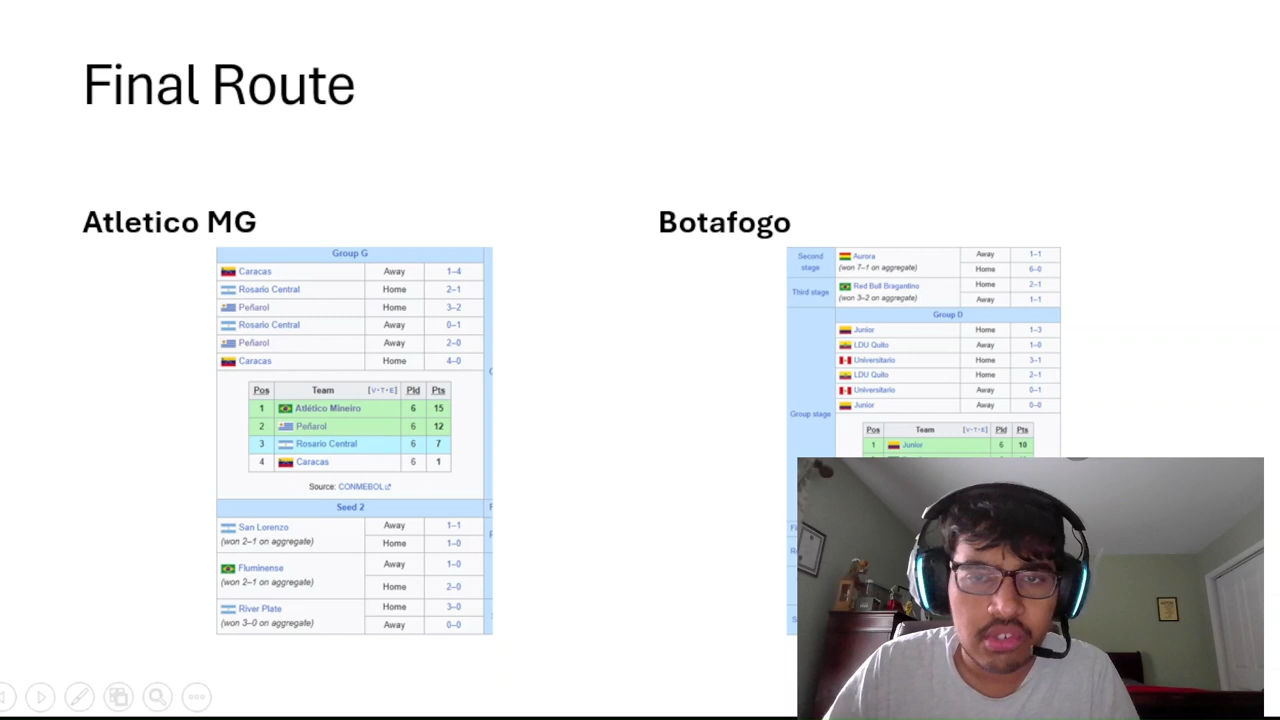 Final Route
Atletico MG
Group G
Caracas Away 1–4
Rosario Central Home 2–1
Peñarol Home 3–2
Rosario Central Away 0–1
Peñarol Away 2–0
Caracas Home 4–0
Pos Team [V·T·E] Pld Pts
1 Atlético Mineiro 6 15
2 Peñarol 6 12
3 Rosario Central 6 7
4 Caracas 6 1
Source: CONMEBOL
Seed 2
San Lorenzo Away 1–1
(won 2–1 on aggregate) Home 1–0
Fluminense Away 1–0
(won 2–1 on aggregate) Home 2–0
River Plate Home 3–0
(won 3–0 on aggregate) Away 0–0
Botafogo
Second stage
Aurora Away 1–1
(won 7–1 on aggregate) Home 6–0
Third stage
Red Bull Bragantino Home 2–1
(won 3–2 on aggregate) Away 1–1
Group stage
Group D
Junior Home 1–3
LDU Quito Away 1–0
Universitario Home 3–1
LDU Quito Home 2–1
Universitario Away 0–1
Junior Away 0–0
Pos Team [V·T·E] Pld Pts
1 Junior 6 10